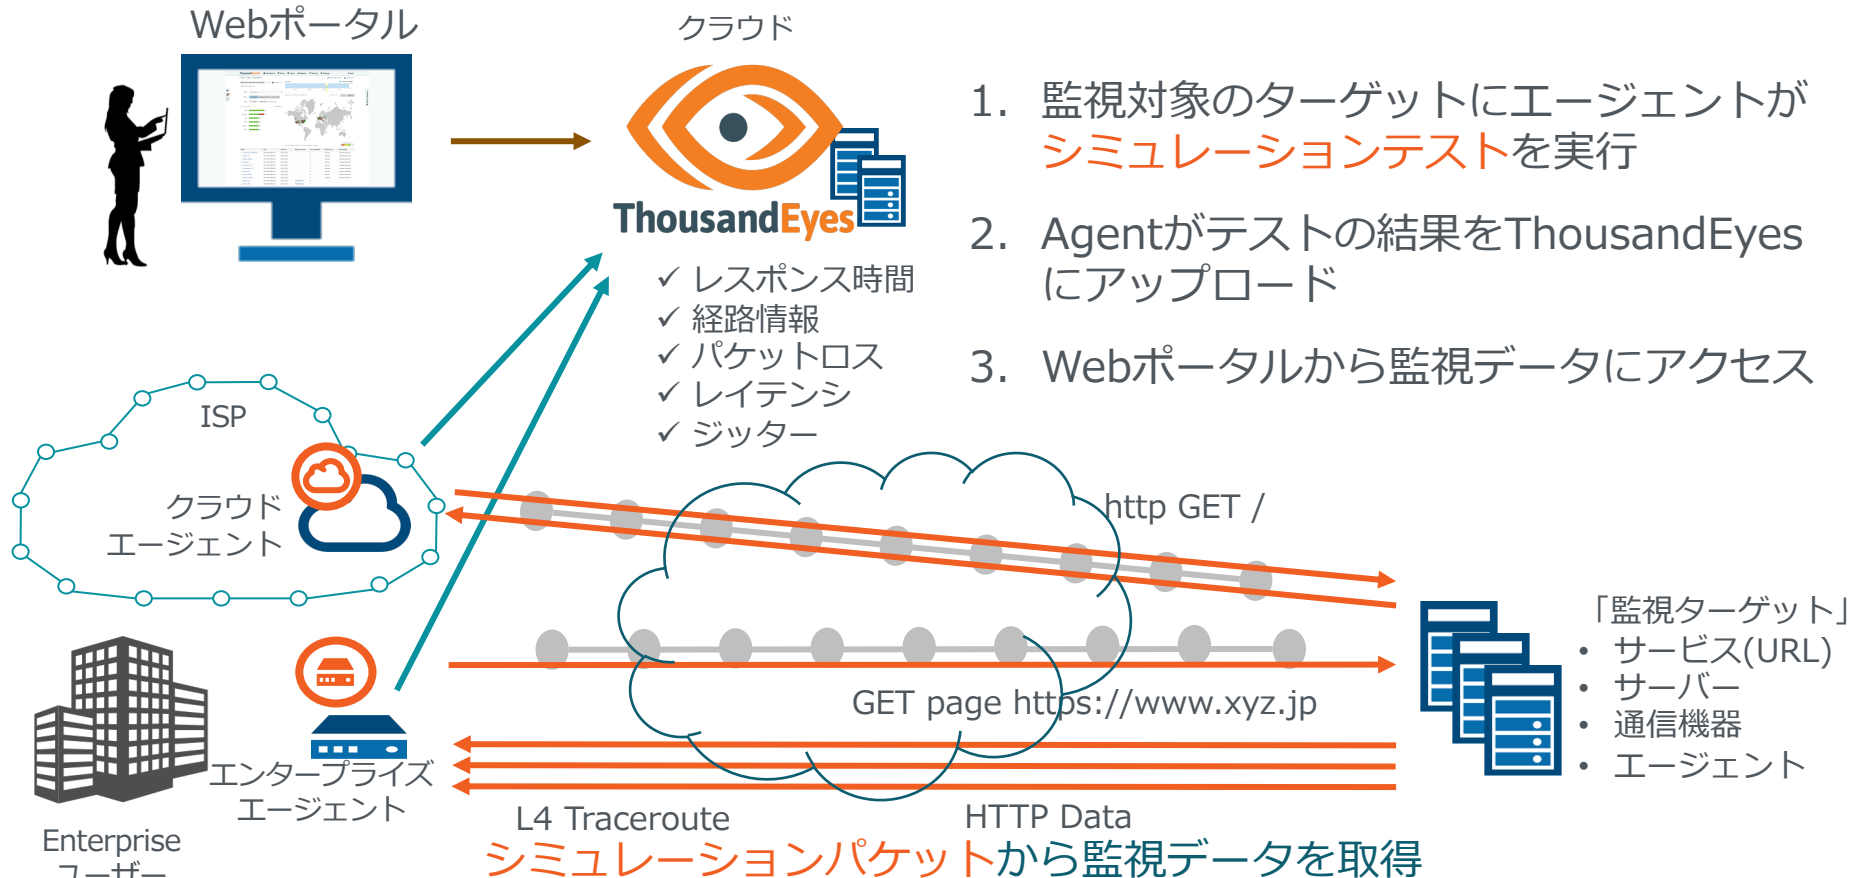 Webポータル
クラウド
ThousandEyes
✓ レスポンス時間
✓ 経路情報
✓ パケットロス
✓ レイテンシ
✓ ジッター
1. 監視対象のターゲットにエージェントが
シミュレーションテストを実行
2. Agentがテストの結果をThousandEyes
にアップロード
3. Webポータルから監視データにアクセス
ISP
クラウド
エージェント
http GET /
GET page https://www.xyz.jp
「監視ターゲット」
• サービス(URL)
• サーバー
• 通信機器
• エージェント
エンタープライズ
エージェント
Enterprise
ユーザー
L4 Traceroute
HTTP Data
シミュレーションパケットから監視データを取得